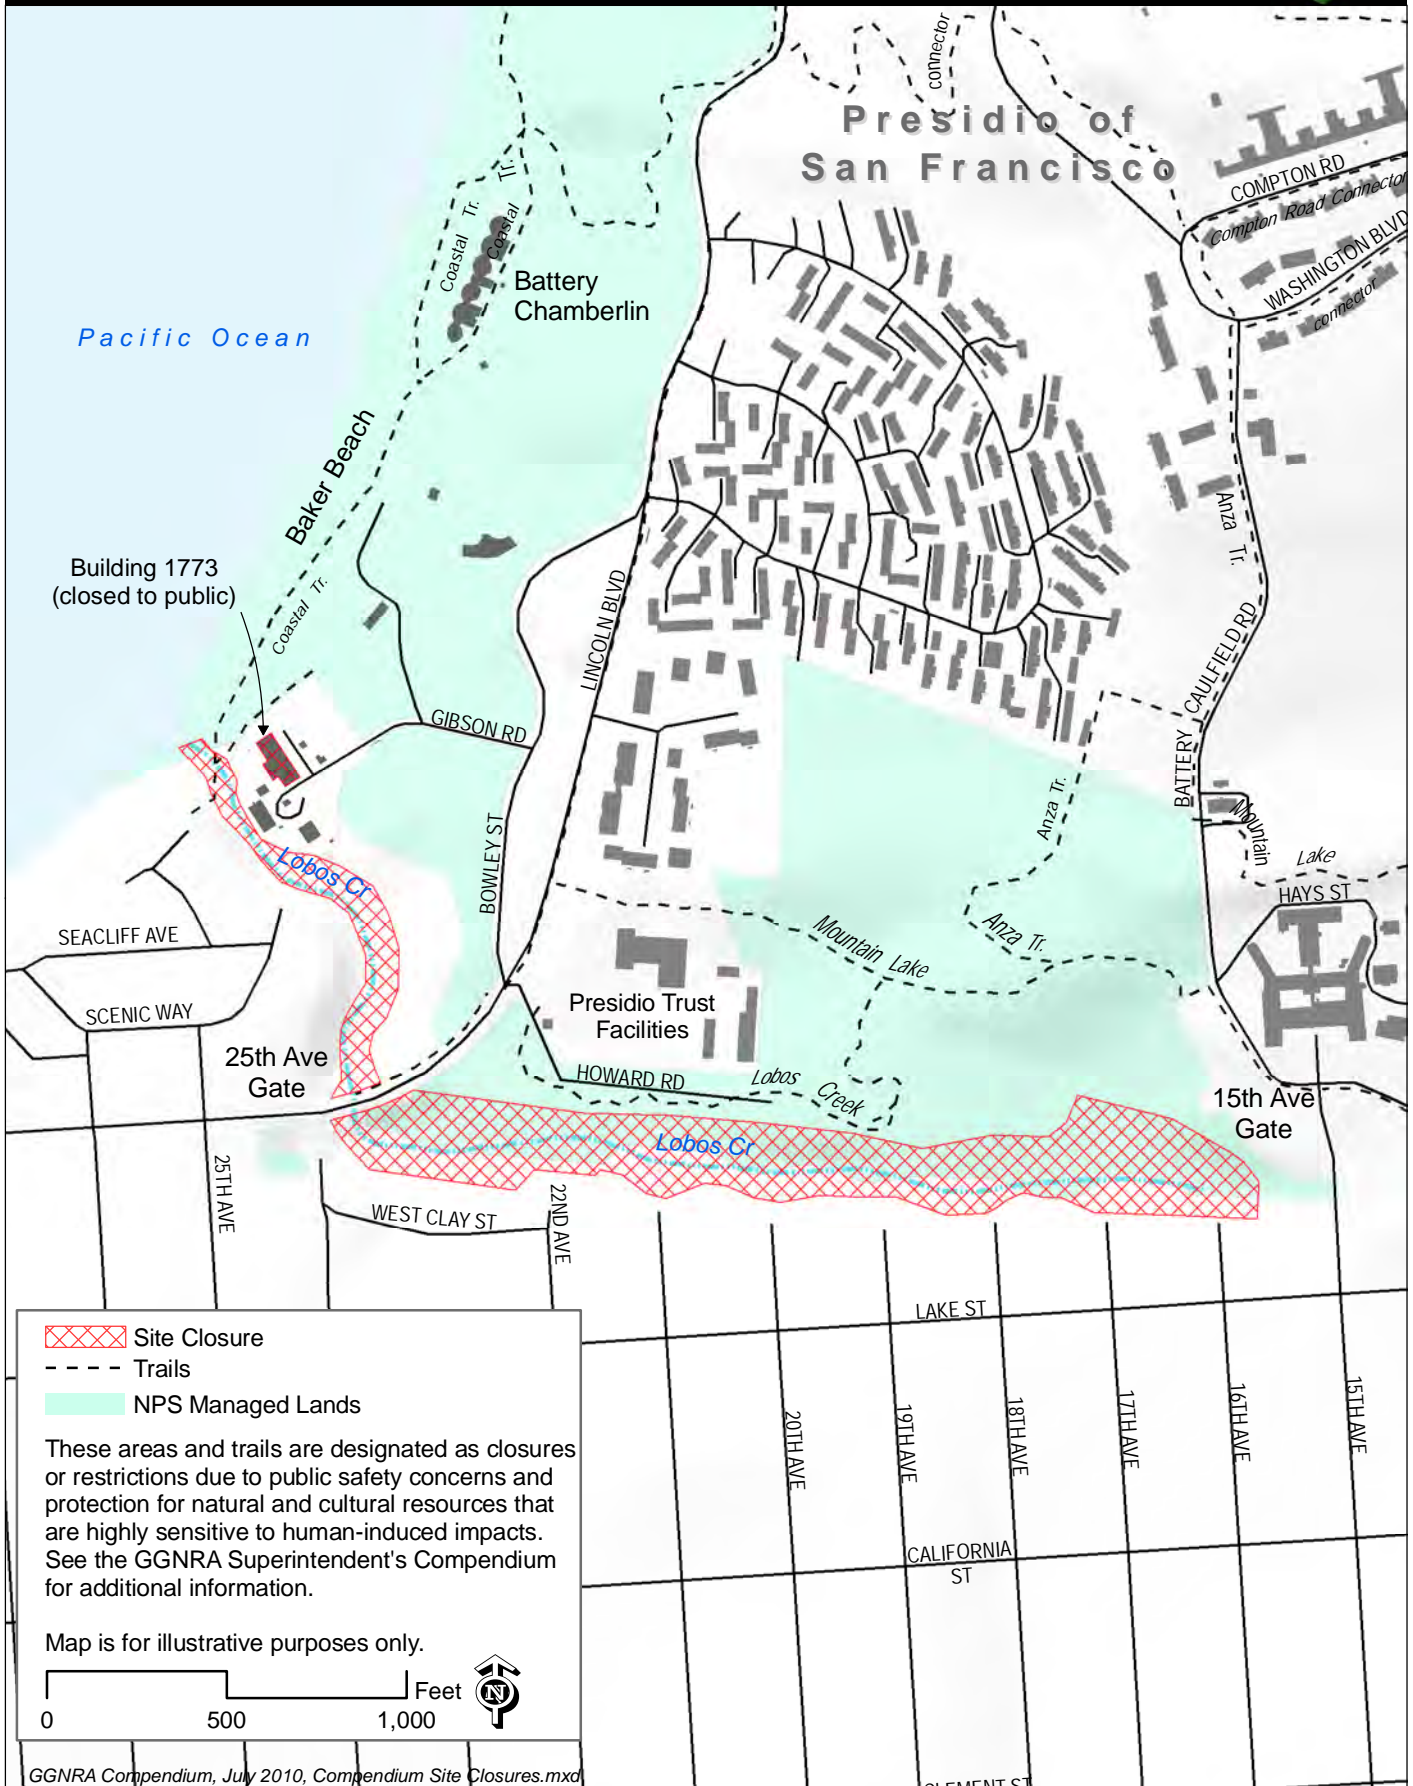 connector
Presidio of
San Francisco
COMPTON RD
Compton Road Connector
WASHINGTON BLVD
connector
Coastal Tr.
Coastal Tr.
Battery
Chamberlin
Pacific Ocean
Baker Beach
Building 1773
(closed to public)
Coastal Tr.
LINCOLN BLVD
Anza Tr.
BATTERY CAULFIELD RD
GIBSON RD
BOWLEY ST
Anza Tr.
Mountain Lake
HAYS ST
Lobos Cr
SEACLIFF AVE
SCENIC WAY
Mountain Lake
Anza Tr.
Presidio Trust
Facilities
25th Ave
Gate
HOWARD RD
Lobos Creek
15th Ave
Gate
Lobos Cr
25TH AVE
WEST CLAY ST
22ND AVE
LAKE ST
20TH AVE
19TH AVE
18TH AVE
17TH AVE
16TH AVE
15TH AVE
CALIFORNIA
ST
CLEMENT ST
Site Closure
Trails
NPS Managed Lands
These areas and trails are designated as closures
or restrictions due to public safety concerns and
protection for natural and cultural resources that
are highly sensitive to human-induced impacts.
See the GGNRA Superintendent's Compendium
for additional information.
Map is for illustrative purposes only.
Feet
N
0 500 1,000
GGNRA Compendium, July 2010, Compendium Site Closures.mxd